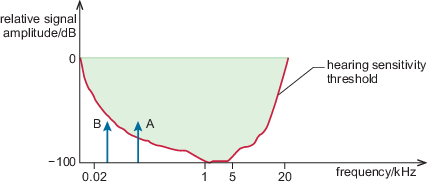 relative signal
amplitude/dB
0
hearing sensitivity
threshold
B A
−100
0.02 1 5 20 frequency/kHz